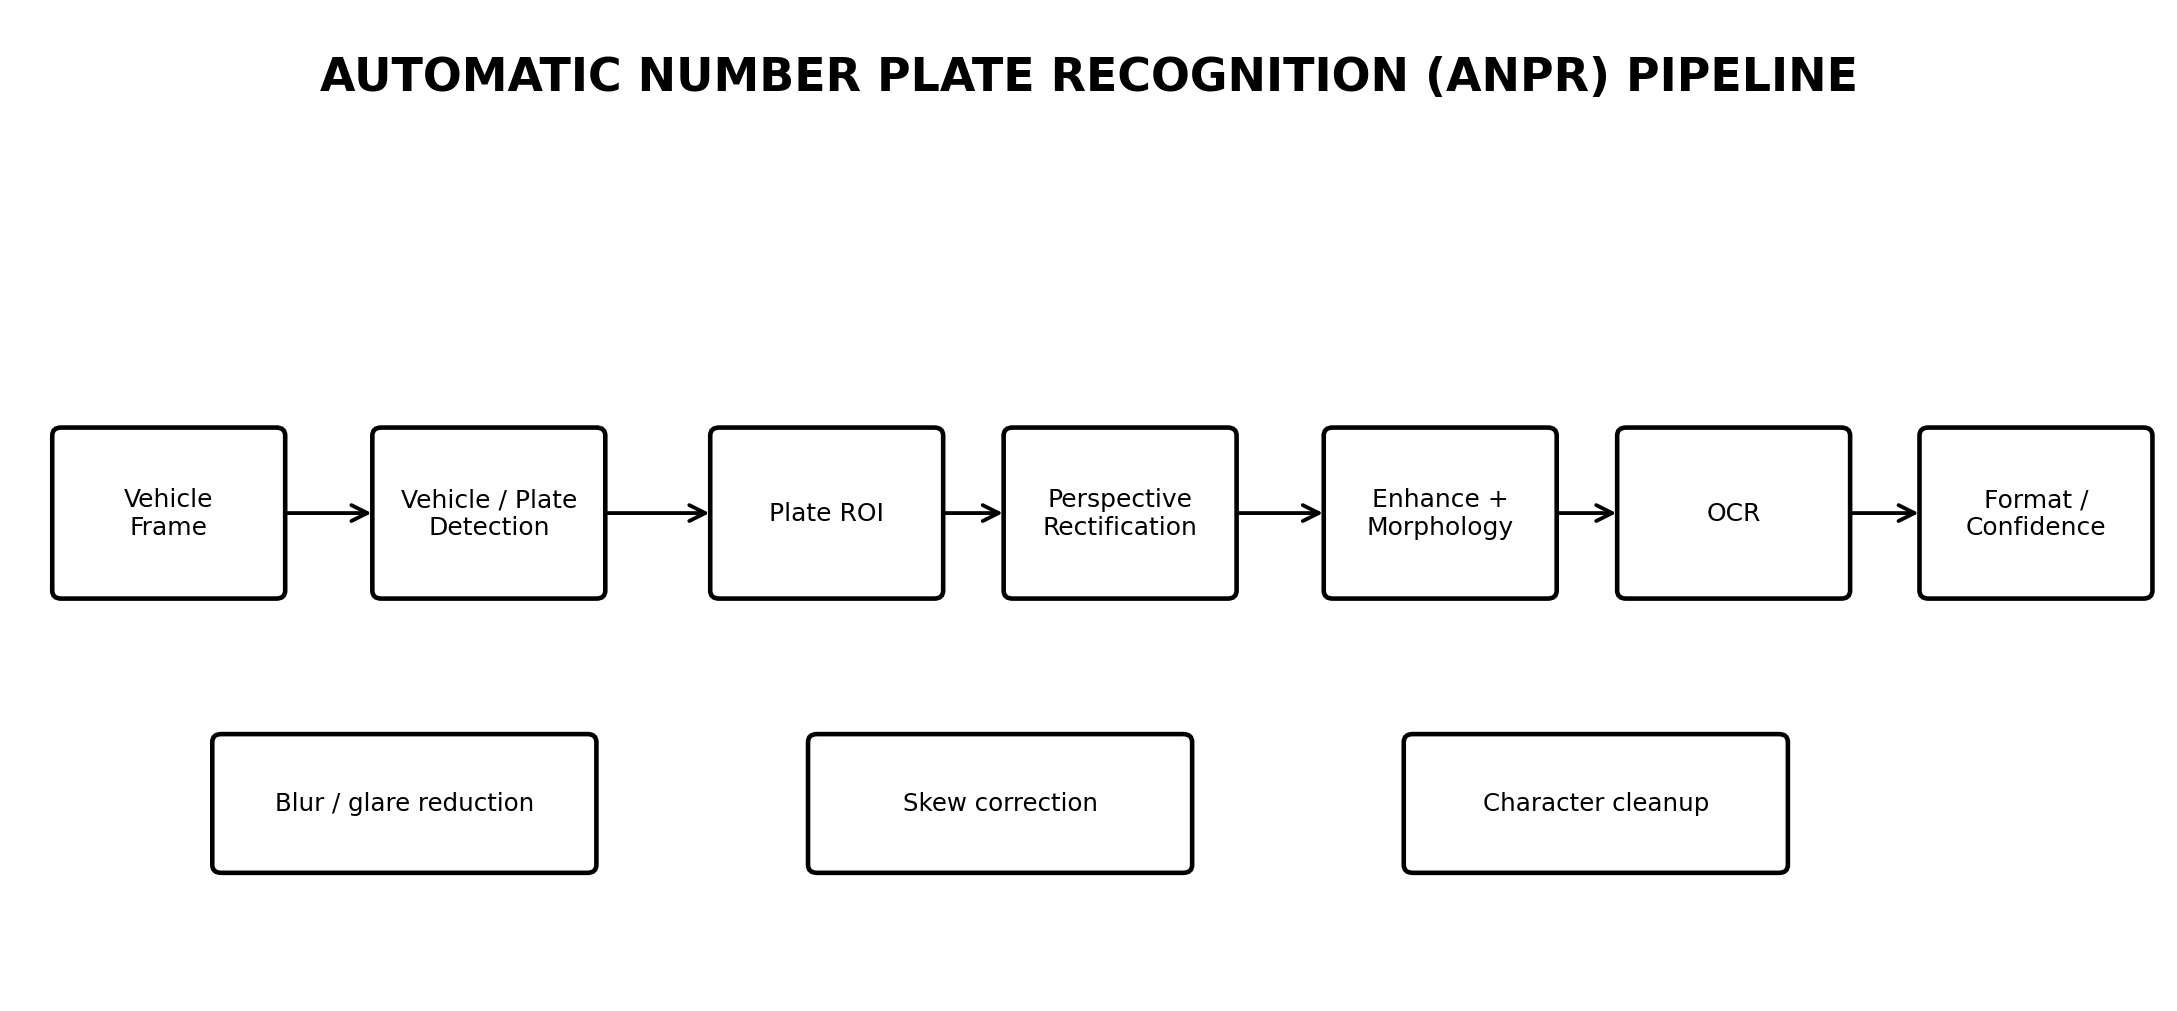 AUTOMATIC NUMBER PLATE RECOGNITION (ANPR) PIPELINE
Vehicle
Frame
Vehicle / Plate
Detection
Plate ROI
Perspective
Rectification
Enhance +
Morphology
OCR
Format /
Confidence
Blur / glare reduction
Skew correction
Character cleanup